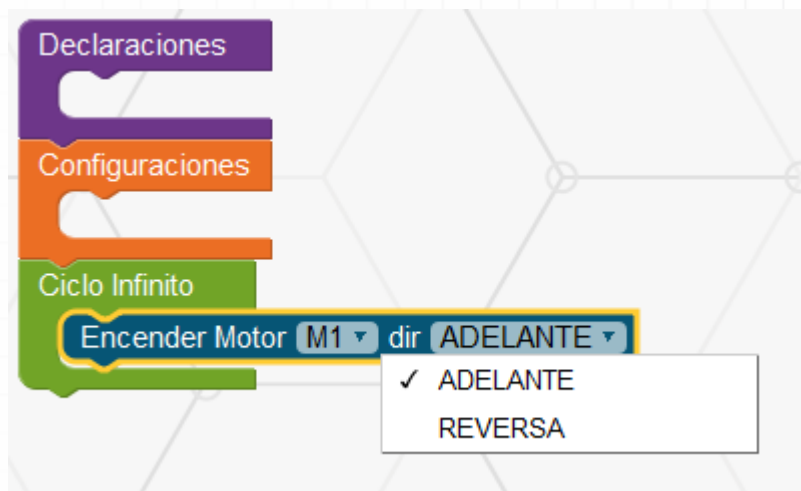 Declaraciones
Configuraciones
Ciclo Infinito
Encender Motor M1 dir ADELANTE
✓ ADELANTE
REVERSA